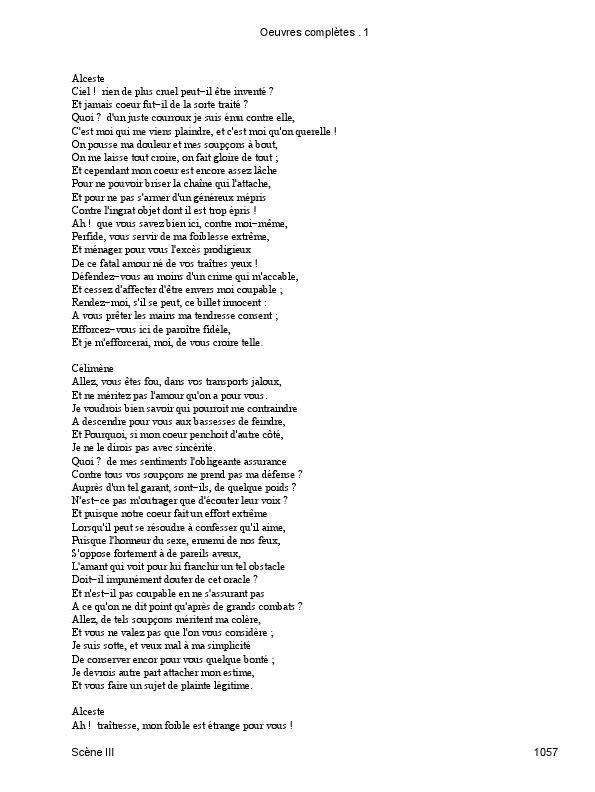 Oeuvres complètes . 1
Alceste
Ciel ! rien de plus cruel peut−il être inventé ?
Et jamais coeur fut−il de la sorte traité ?
Quoi ? d'un juste courroux je suis ému contre elle,
C'est moi qui me viens plaindre, et c'est moi qu'on querelle !
On pousse ma douleur et mes soupçons à bout,
On me laisse tout croire, on fait gloire de tout ;
Et cependant mon coeur est encore assez lâche
Pour ne pouvoir briser la chaîne qui l'attache,
Et pour ne pas s'armer d'un généreux mépris
Contre l'ingrat objet dont il est trop épris !
Ah ! que vous savez bien ici, contre moi−même,
Perfide, vous servir de ma foiblesse extrême,
Et ménager pour vous l'excès prodigieux
De ce fatal amour né de vos traîtres yeux !
Défendez−vous au moins d'un crime qui m'accable,
Et cessez d'affecter d'être envers moi coupable ;
Rendez−moi, s'il se peut, ce billet innocent :
A vous prêter les mains ma tendresse consent ;
Efforcez−vous ici de paroître fidèle,
Et je m'efforcerai, moi, de vous croire telle.
Célimène
Allez, vous êtes fou, dans vos transports jaloux,
Et ne méritez pas l'amour qu'on a pour vous.
Je voudrois bien savoir qui pourroit me contraindre
A descendre pour vous aux bassesses de feindre,
Et Pourquoi, si mon coeur penchoit d'autre côté,
Je ne le dirois pas avec sincérité.
Quoi ? de mes sentiments l'obligeante assurance
Contre tous vos soupçons ne prend pas ma défense ?
Auprès d'un tel garant, sont−ils, de quelque poids ?
N'est−ce pas m'outrager que d'écouter leur voix ?
Et puisque notre coeur fait un effort extrême
Lorsqu'il peut se résoudre à confesser qu'il aime,
Puisque l'honneur du sexe, ennemi de nos feux,
S'oppose fortement à de pareils aveux,
L'amant qui voit pour lui franchir un tel obstacle
Doit−il impunément douter de cet oracle ?
Et n'est−il pas coupable en ne s'assurant pas
A ce qu'on ne dit point qu'après de grands combats ?
Allez, de tels soupçons méritent ma colère,
Et vous ne valez pas que l'on vous considère ;
Je suis sotte, et veux mal à ma simplicité
De conserver encor pour vous quelque bonté ;
Je devrois autre part attacher mon estime,
Et vous faire un sujet de plainte légitime.
Alceste
Ah ! traîtresse, mon foible est étrange pour vous !
Scène III
1057